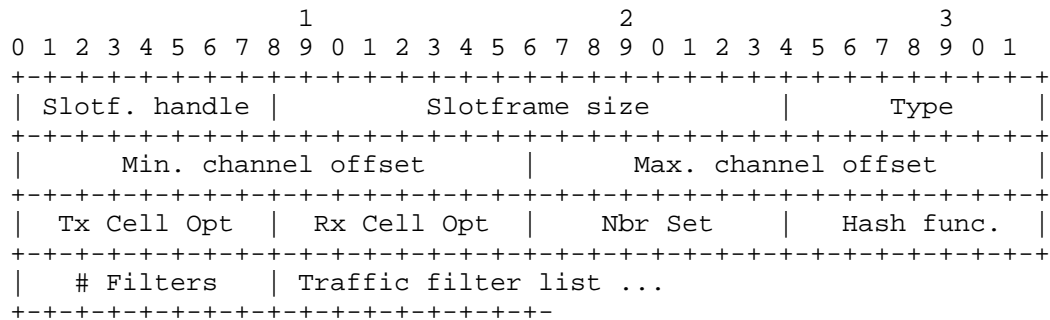 1                   2                   3
 0 1 2 3 4 5 6 7 8 9 0 1 2 3 4 5 6 7 8 9 0 1 2 3 4 5 6 7 8 9 0 1
+-+-+-+-+-+-+-+-+-+-+-+-+-+-+-+-+-+-+-+-+-+-+-+-+-+-+-+-+-+-+-+-+
| Slotf. handle |        Slotframe size         |      Type     |
+-+-+-+-+-+-+-+-+-+-+-+-+-+-+-+-+-+-+-+-+-+-+-+-+-+-+-+-+-+-+-+-+
|      Min. channel offset      |      Max. channel offset      |
+-+-+-+-+-+-+-+-+-+-+-+-+-+-+-+-+-+-+-+-+-+-+-+-+-+-+-+-+-+-+-+-+
|  Tx Cell Opt  |  Rx Cell Opt  |    Nbr Set    |   Hash func.  |
+-+-+-+-+-+-+-+-+-+-+-+-+-+-+-+-+-+-+-+-+-+-+-+-+-+-+-+-+-+-+-+-+
|   # Filters   | Traffic filter list ...
+-+-+-+-+-+-+-+-+-+-+-+-+-+-+-+-+-